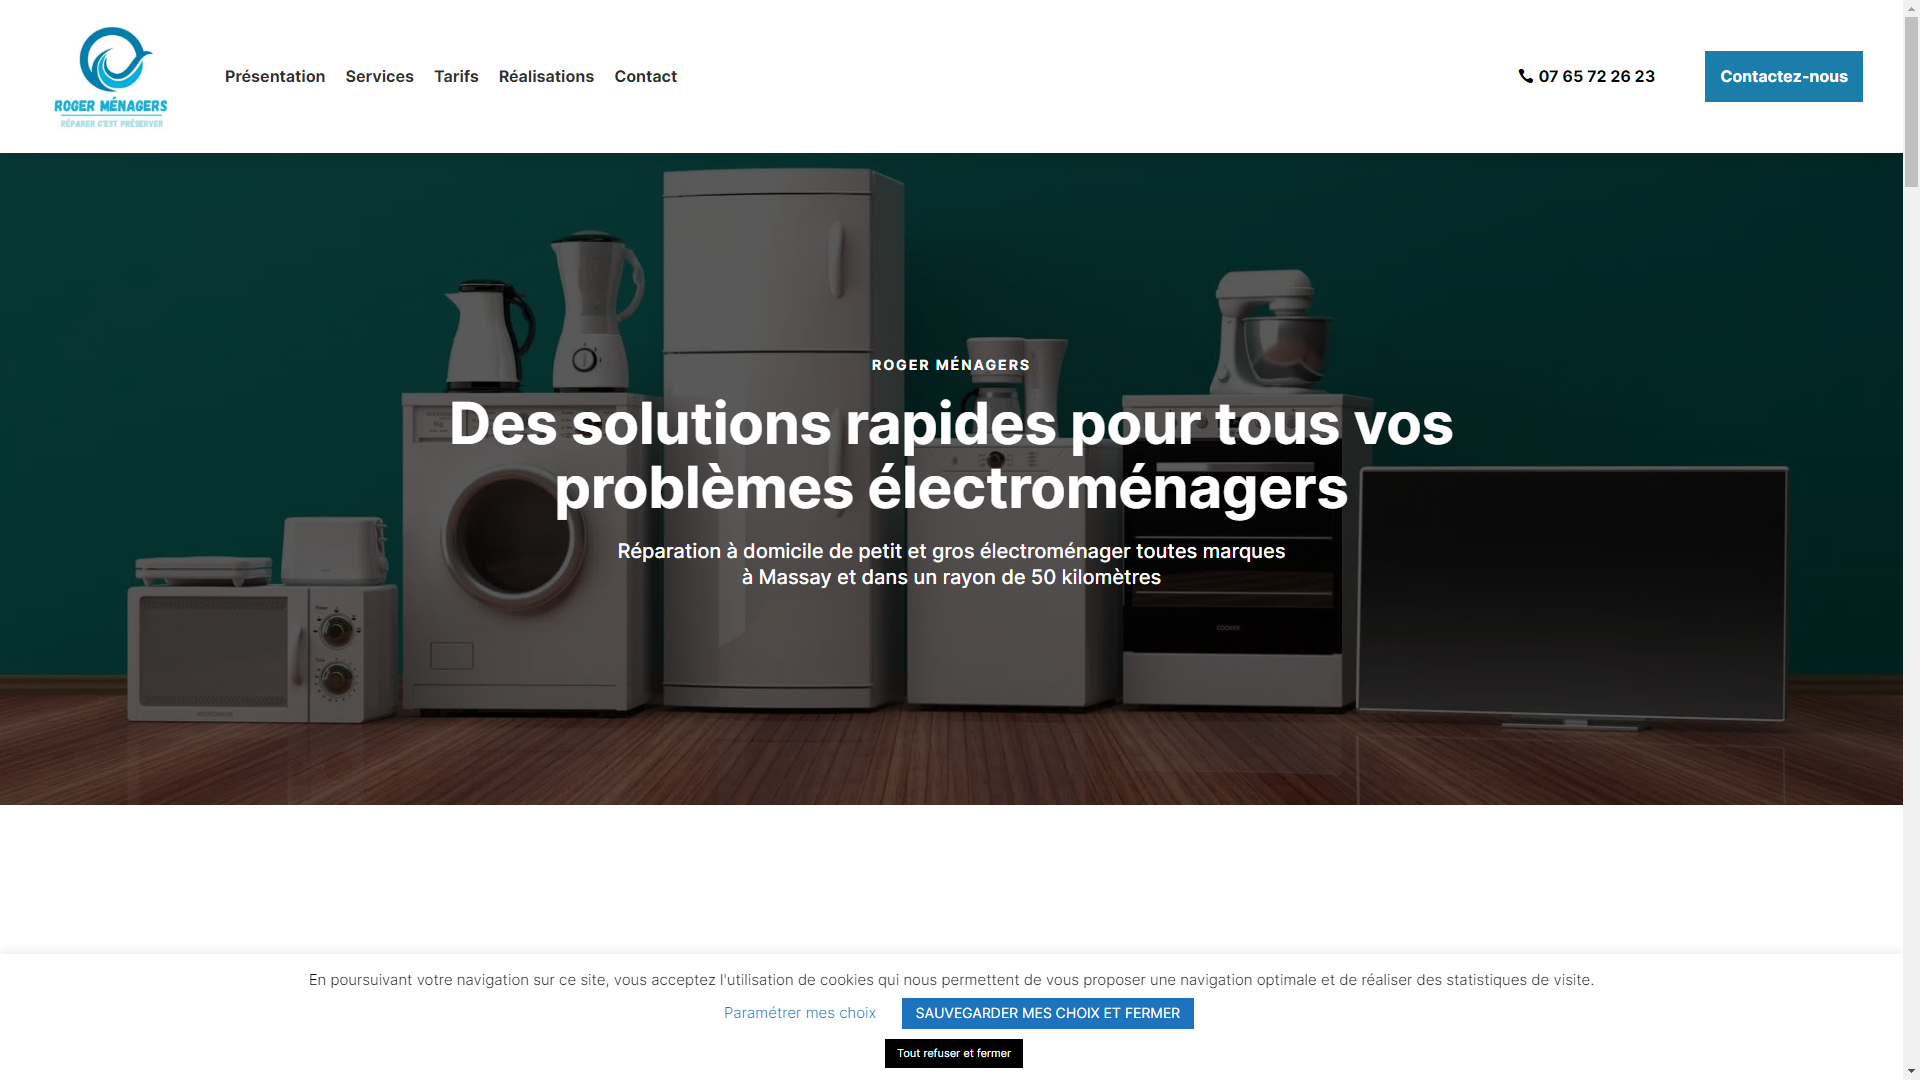 ROGER MÉNAGERS
RÉPARER C'EST PRÉSERVER
Présentation
Services
Tarifs
Réalisations
Contact
07 65 72 26 23
Contactez-nous
ROGER MÉNAGERS
Des solutions rapides pour tous vos
problèmes électroménagers
Réparation à domicile de petit et gros électroménager toutes marques
à Massay et dans un rayon de 50 kilomètres
COOKER
En poursuivant votre navigation sur ce site, vous acceptez l'utilisation de cookies qui nous permettent de vous proposer une navigation optimale et de réaliser des statistiques de visite.
Paramétrer mes choix
SAUVEGARDER MES CHOIX ET FERMER
Tout refuser et fermer